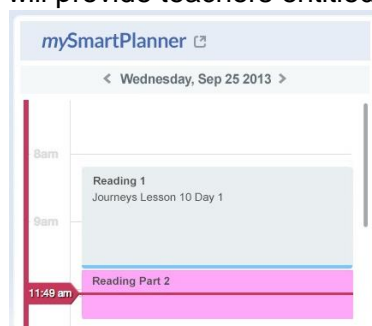 will provide teachers entitled
mySmartPlanner
< Wednesday, Sep 25 2013 >
8am
Reading 1
Journeys Lesson 10 Day 1
9am
Reading Part 2
11:49 am